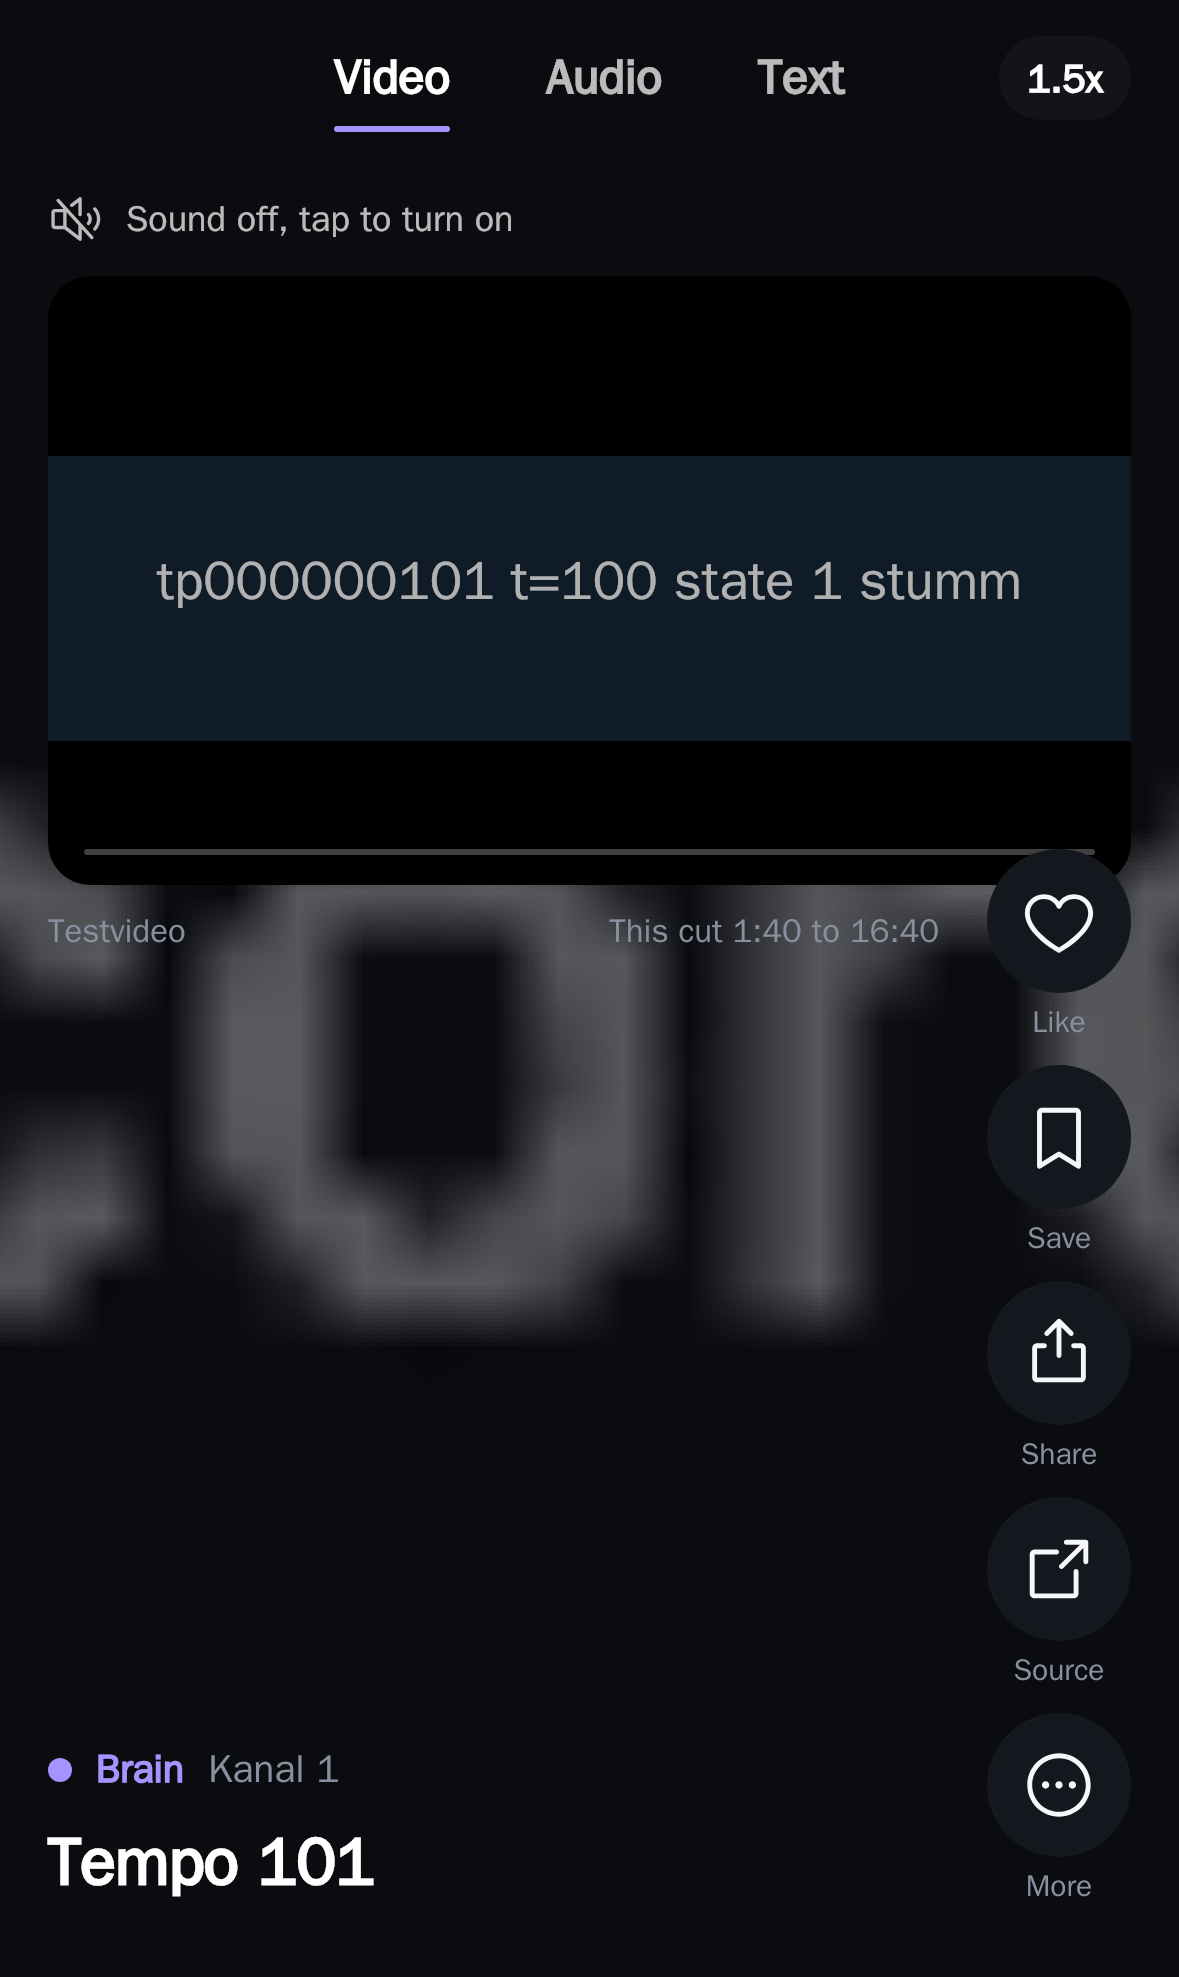 Video Audio Text 1.5x
Sound off, tap to turn on
tp000000101 t=100 state 1 stumm
Testvideo This cut 1:40 to 16:40
Like
Save
Share
Source
Brain Kanal 1
Tempo 101
More